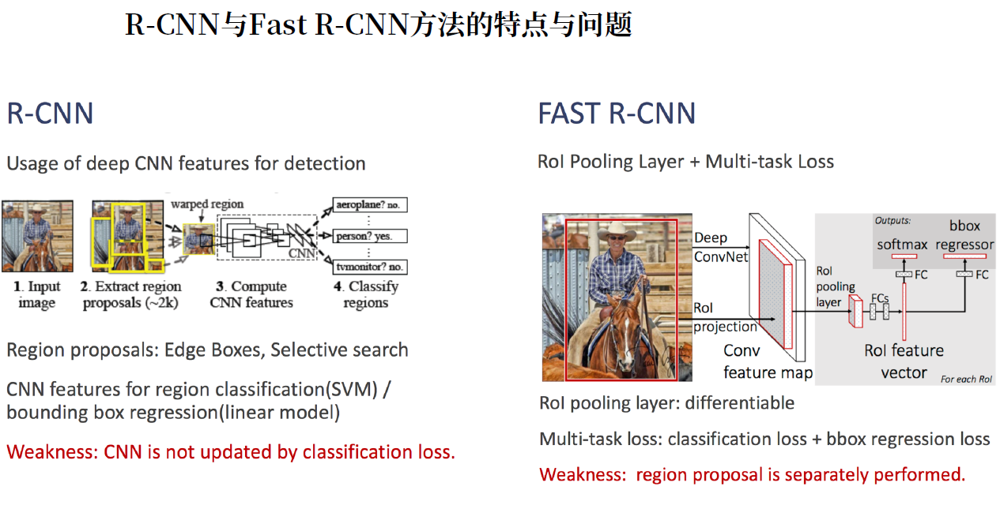 R-CNN与Fast R-CNN方法的特点与问题
R-CNN
Usage of deep CNN features for detection
warped region
aeroplane? no.
person? yes.
tvmonitor? no.
CNN
1. Input
image
2. Extract region
proposals (~2k)
3. Compute
CNN features
4. Classify
regions
Region proposals: Edge Boxes, Selective search
CNN features for region classification(SVM) /
bounding box regression(linear model)
Weakness: CNN is not updated by classification loss.
FAST R-CNN
RoI Pooling Layer + Multi-task Loss
Deep
ConvNet
RoI
projection
Conv
feature map
RoI
pooling
layer
FCs
Outputs:
softmax
bbox
regressor
FC
FC
RoI feature
vector
For each RoI
RoI pooling layer: differentiable
Multi-task loss: classification loss + bbox regression loss
Weakness: region proposal is separately performed.